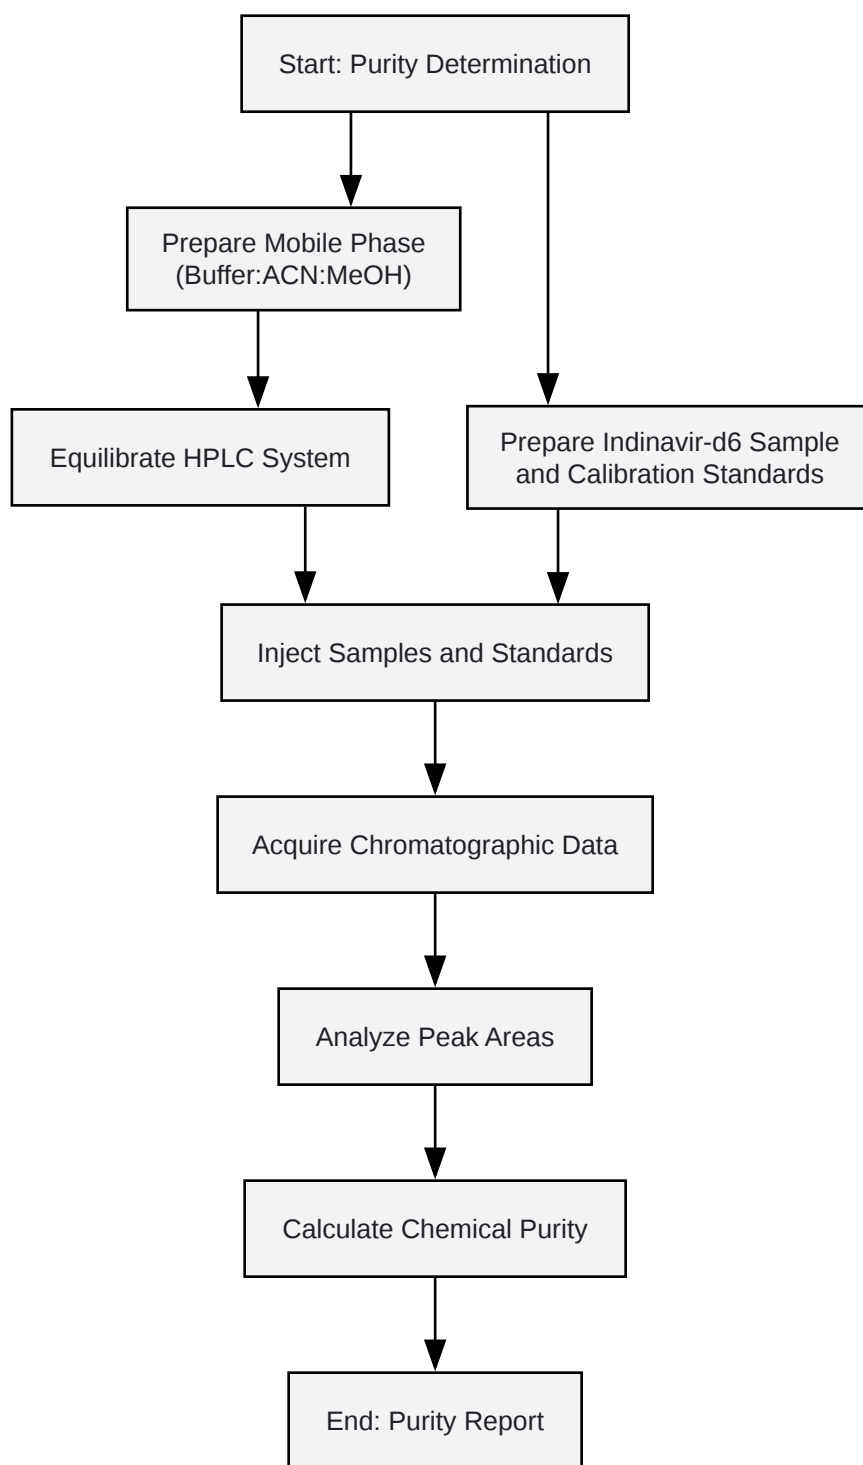 Start: Purity Determination
Prepare Mobile Phase
(Buffer:ACN:MeOH)
Equilibrate HPLC System
Prepare Indinavir-d6 Sample
and Calibration Standards
Inject Samples and Standards
Acquire Chromatographic Data
Analyze Peak Areas
Calculate Chemical Purity
End: Purity Report